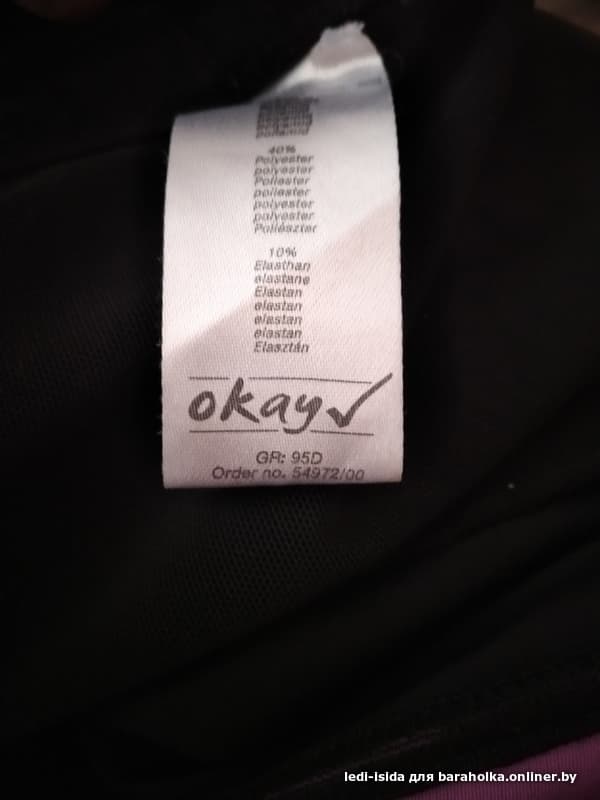 poliamid
40%
Polyester
polyester
Poliester
poliester
polyester
polyester
Poliészter
10%
Elasthan
elastane
Elastan
elastan
elastan
elastan
Elasztán
okay✓
GR: 95D
Order no. 54972/00
ledi-isida для baraholka.onliner.by